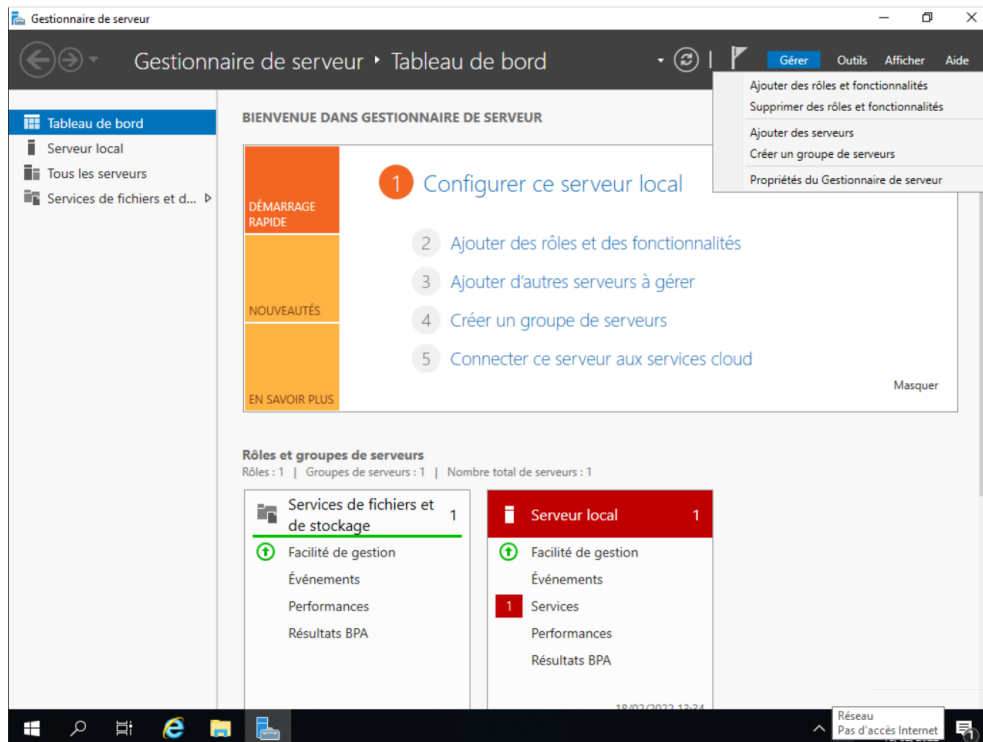 Gestionnaire de serveur
Gestionnaire de serveur ‣ Tableau de bord
Gérer
Outils
Afficher
Aide
Ajouter des rôles et fonctionnalités
Supprimer des rôles et fonctionnalités
Ajouter des serveurs
Créer un groupe de serveurs
Propriétés du Gestionnaire de serveur
Tableau de bord
Serveur local
Tous les serveurs
Services de fichiers et d...
BIENVENUE DANS GESTIONNAIRE DE SERVEUR
DÉMARRAGE
RAPIDE
NOUVEAUTÉS
EN SAVOIR PLUS
1 Configurer ce serveur local
2 Ajouter des rôles et des fonctionnalités
3 Ajouter d'autres serveurs à gérer
4 Créer un groupe de serveurs
5 Connecter ce serveur aux services cloud
Masquer
Rôles et groupes de serveurs
Rôles : 1 | Groupes de serveurs : 1 | Nombre total de serveurs : 1
Services de fichiers et
de stockage
1
Facilité de gestion
Événements
Performances
Résultats BPA
Serveur local 1
Facilité de gestion
Événements
1 Services
Performances
Résultats BPA
18/02/2022 13:34
Réseau
Pas d'accès Internet
1